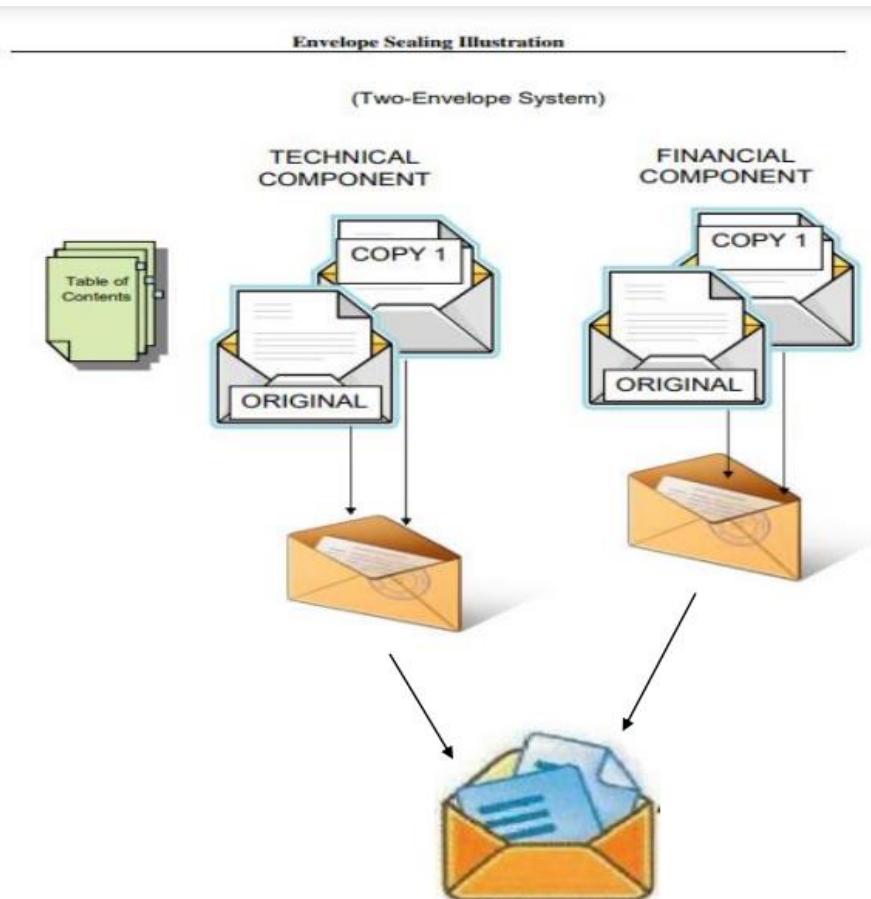 Envelope Sealing Illustration
(Two-Envelope System)
TECHNICAL
COMPONENT
FINANCIAL
COMPONENT
Table of
Contents
COPY 1
ORIGINAL
COPY 1
ORIGINAL